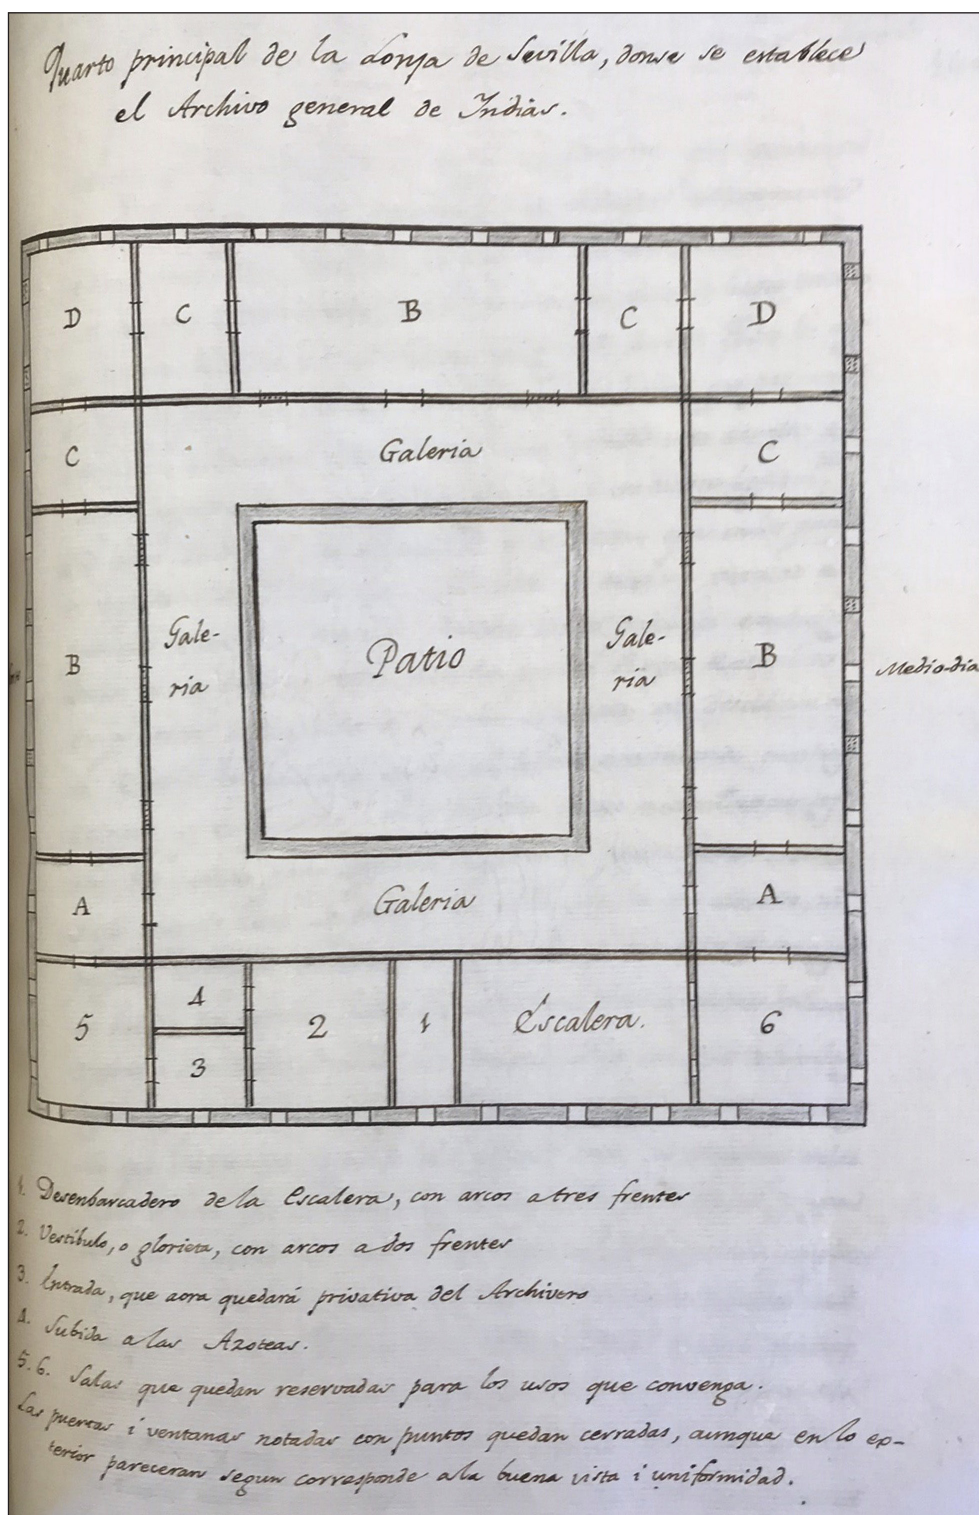 Quarto principal de la Lonja de Sevilla, donde se establece
el Archivo general de Indias.
D C B C D
C Galeria C
B Gale- Patio Gale- B
ria ria
Medio-dia
A Galeria A
5 4 2 1 Escalera. 6
3
1. Desenbarcadero de la Escalera, con arcos a tres frentes
2. Vestíbulo, o glorieta, con arcos a dos frentes
3. Entrada, que aora quedará privativa del Archivero
4. Subida a las Azoteas.
5. 6. Salas que quedan reservadas para los usos que convenga.
Las puertas i ventanas notadas con puntos quedan cerradas, aunque en lo ex-
terior pareceran segun corresponde a la buena vista i uniformidad.